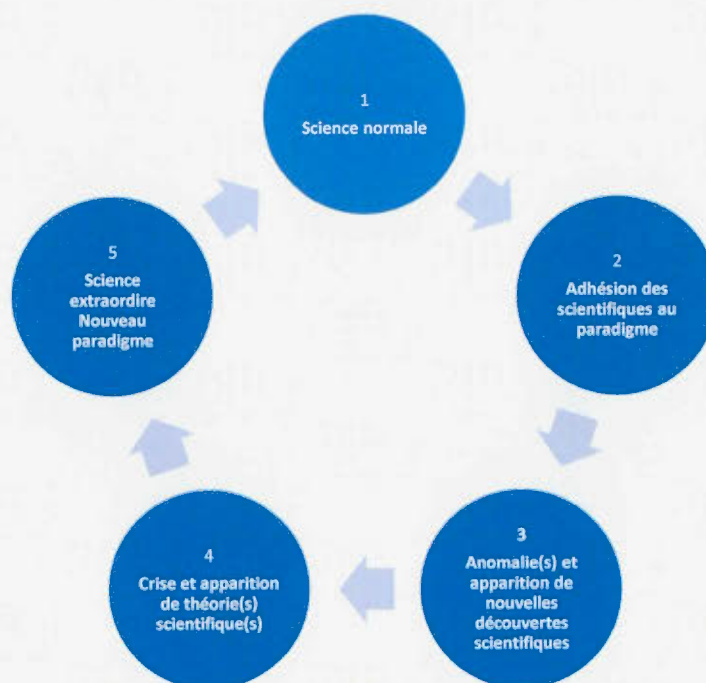 1
Science normale
2
Adhésion des
scientifiques au
paradigme
3
Anomalie(s) et
apparition de
nouvelles
découvertes
scientifiques
4
Crise et apparition
de théorie(s)
scientifique(s)
5
Science
extraordire
Nouveau
paradigme